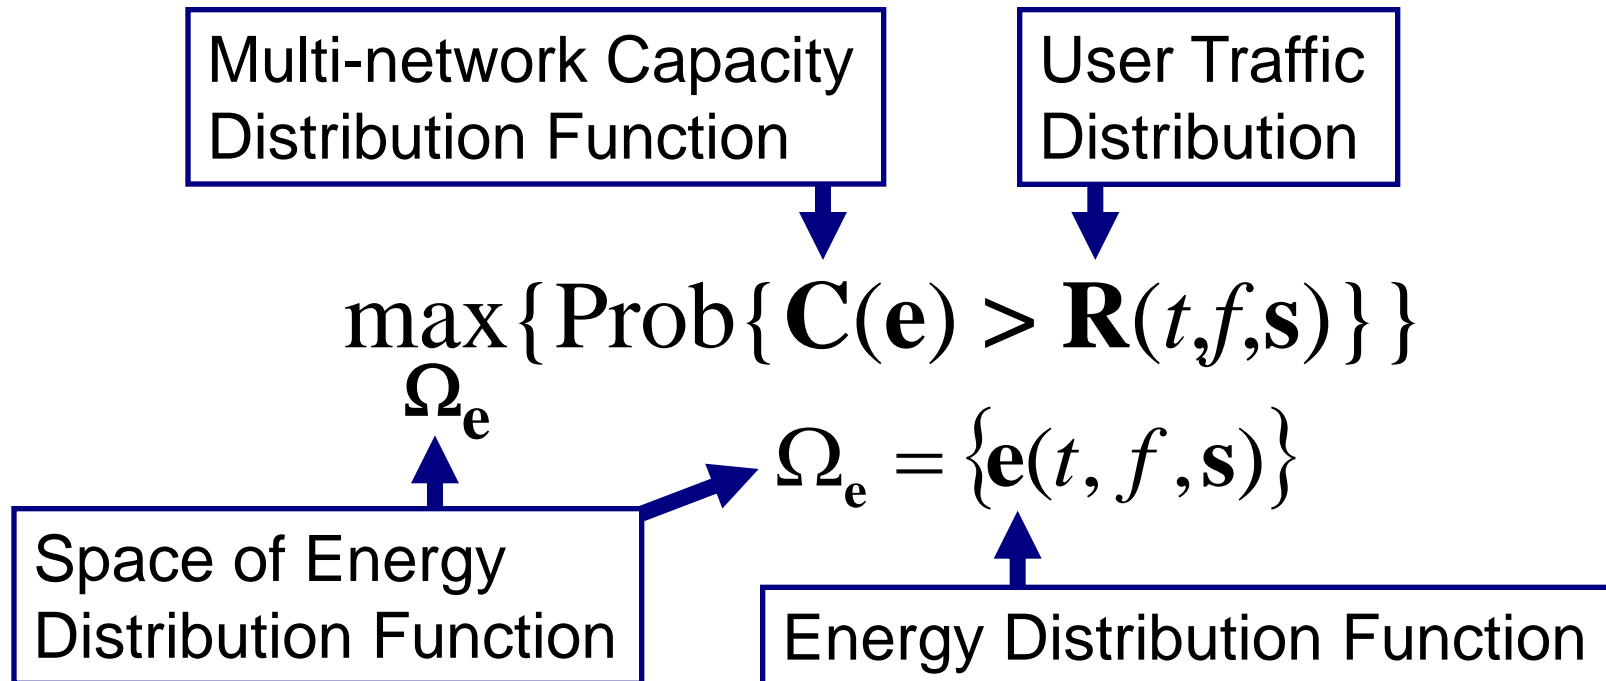 Multi-network Capacity
Distribution Function
User Traffic
Distribution
max{Prob{C(e) > R(t,f,s)}}
Ωe
Ωe = {e(t, f, s)}
Space of Energy
Distribution Function
Energy Distribution Function